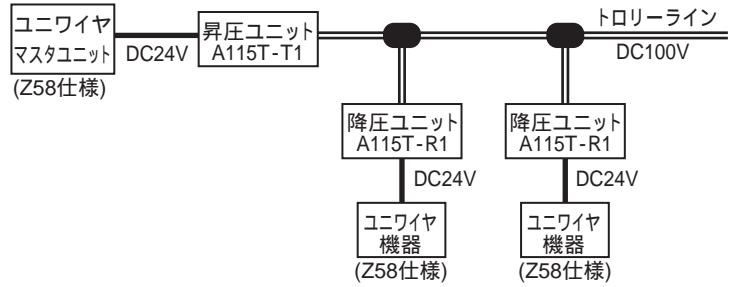 ユニワイヤ
マスタユニット
(Z58仕様)
DC24V
昇圧ユニット
A115T-T1
トロリーライン
DC100V
降圧ユニット
A115T-R1
DC24V
ユニワイヤ
機器
(Z58仕様)
降圧ユニット
A115T-R1
DC24V
ユニワイヤ
機器
(Z58仕様)